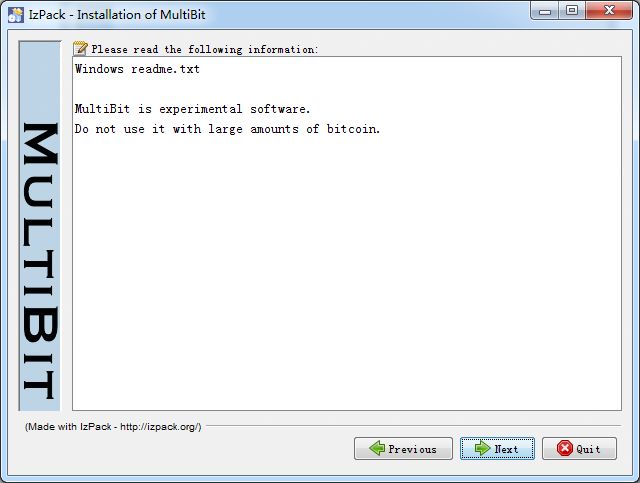 IzPack - Installation of MultiBit
Please read the following information:
Windows readme.txt
MultiBit is experimental software.
Do not use it with large amounts of bitcoin.
MULTIBIT
(Made with IzPack - http://izpack.org/)
Previous
Next
Quit